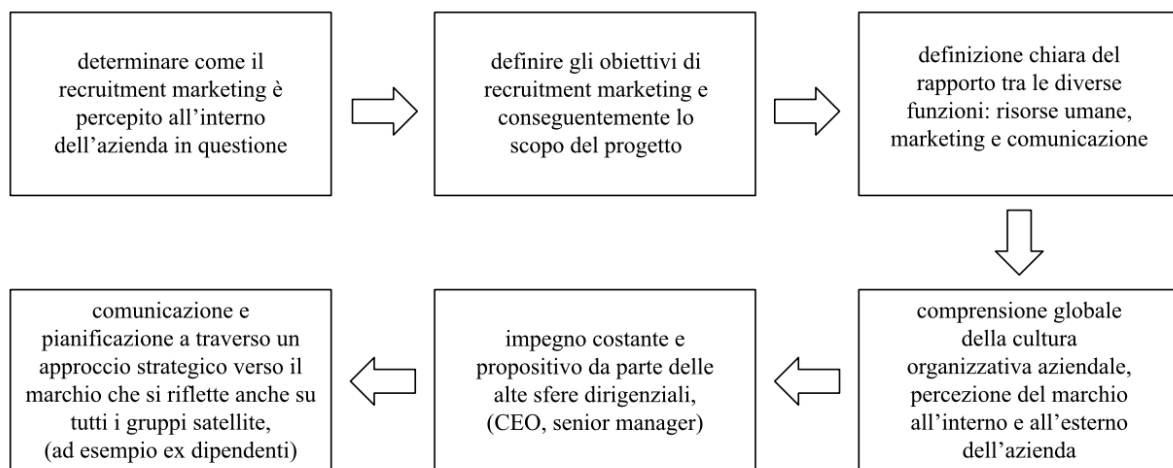 determinare come il
recruitment marketing è
percepito all’interno
dell’azienda in questione
definire gli obiettivi di
recruitment marketing e
conseguentemente lo
scopo del progetto
definizione chiara del
rapporto tra le diverse
funzioni: risorse umane,
marketing e comunicazione
comprensione globale
della cultura
organizzativa aziendale,
percezione del marchio
all’interno e all’esterno
dell’azienda
impegno costante e
propositivo da parte delle
alte sfere dirigenziali,
(CEO, senior manager)
comunicazione e
pianificazione a traverso un
approccio strategico verso il
marchio che si riflette anche su
tutti i gruppi satellite,
(ad esempio ex dipendenti)